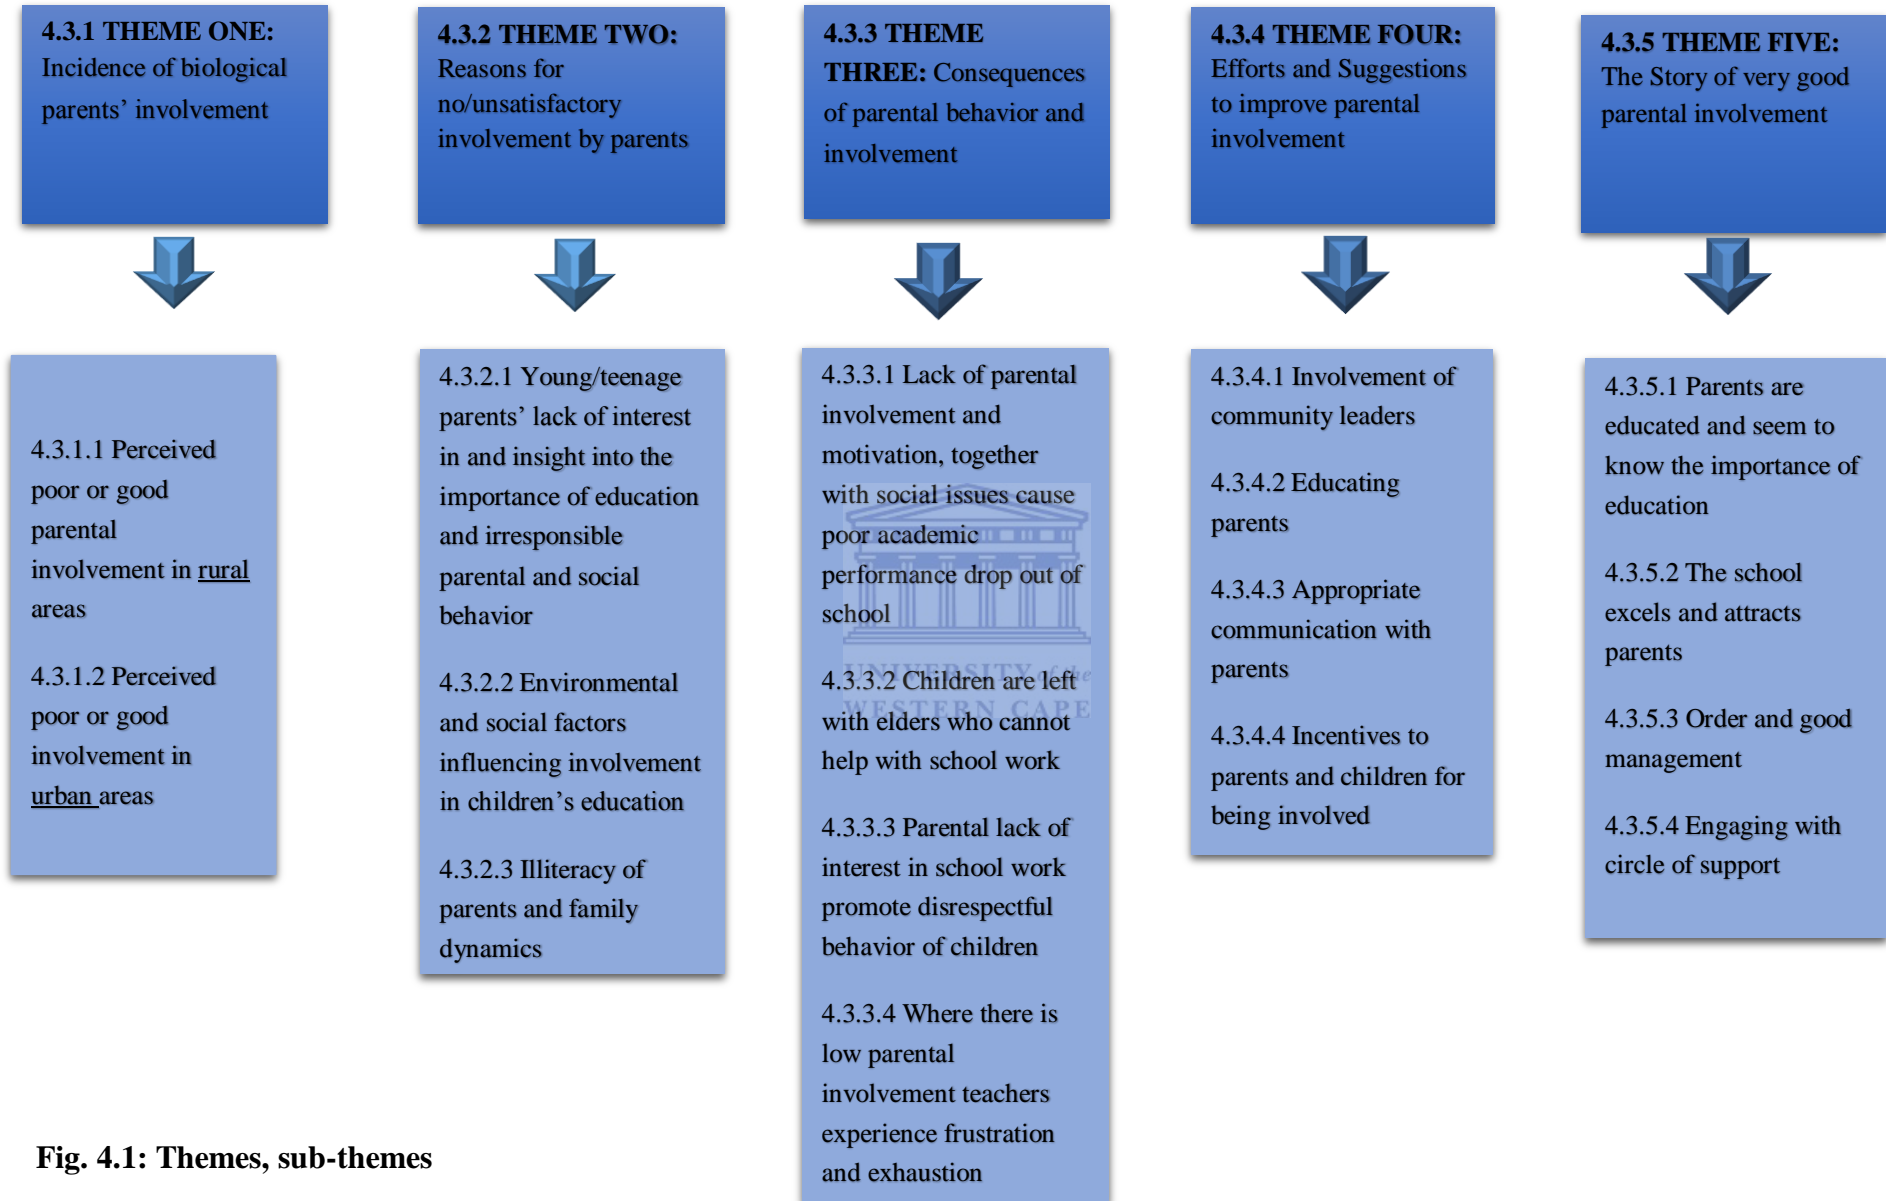 4.3.1 THEME ONE:
Incidence of biological
parents’ involvement
4.3.1.1 Perceived
poor or good
parental
involvement in rural
areas
4.3.1.2 Perceived
poor or good
involvement in
urban areas
4.3.2 THEME TWO:
Reasons for
no/unsatisfactory
involvement by parents
4.3.2.1 Young/teenage
parents’ lack of interest
in and insight into the
importance of education
and irresponsible
parental and social
behavior
4.3.2.2 Environmental
and social factors
influencing involvement
in children’s education
4.3.2.3 Illiteracy of
parents and family
dynamics
4.3.3 THEME
THREE: Consequences
of parental behavior and
involvement
4.3.3.1 Lack of parental
involvement and
motivation, together
with social issues cause
poor academic
performance drop out of
school
4.3.3.2 Children are left
with elders who cannot
help with school work
4.3.3.3 Parental lack of
interest in school work
promote disrespectful
behavior of children
4.3.3.4 Where there is
low parental
involvement teachers
experience frustration
and exhaustion
UNIVERSITY of the
WESTERN CAPE
4.3.4 THEME FOUR:
Efforts and Suggestions
to improve parental
involvement
4.3.4.1 Involvement of
community leaders
4.3.4.2 Educating
parents
4.3.4.3 Appropriate
communication with
parents
4.3.4.4 Incentives to
parents and children for
being involved
4.3.5 THEME FIVE:
The Story of very good
parental involvement
4.3.5.1 Parents are
educated and seem to
know the importance of
education
4.3.5.2 The school
excels and attracts
parents
4.3.5.3 Order and good
management
4.3.5.4 Engaging with
circle of support
Fig. 4.1: Themes, sub-themes